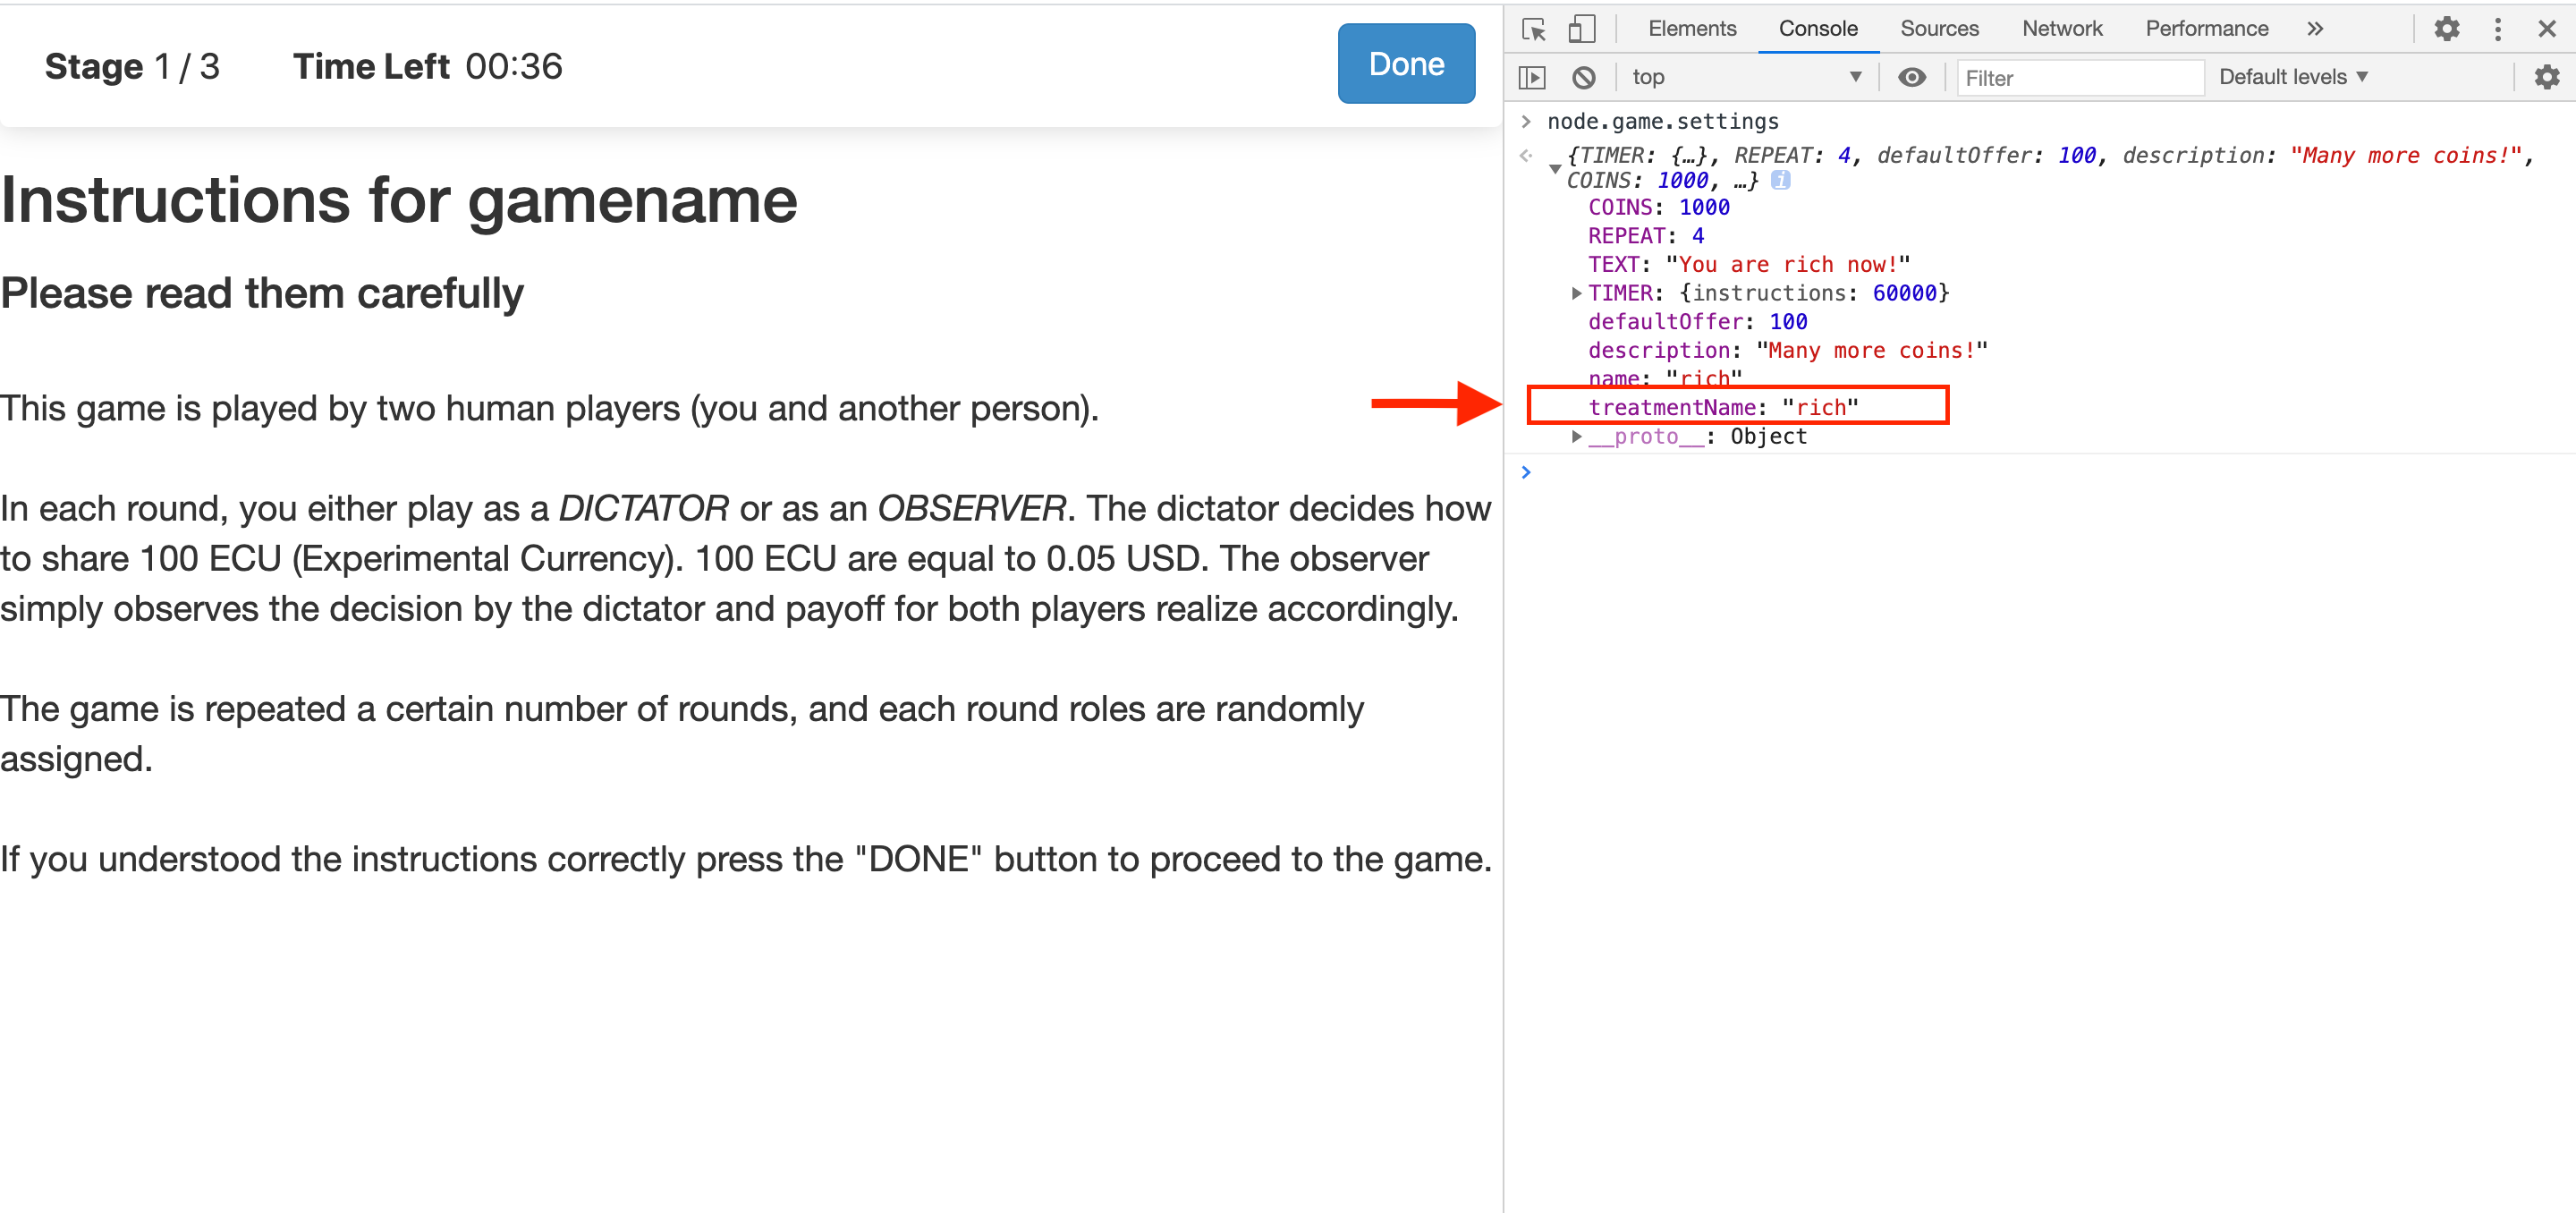 Stage 1 / 3 Time Left 00:36 Done
Instructions for gamename
Please read them carefully
This game is played by two human players (you and another person).
In each round, you either play as a DICTATOR or as an OBSERVER. The dictator decides how
to share 100 ECU (Experimental Currency). 100 ECU are equal to 0.05 USD. The observer
simply observes the decision by the dictator and payoff for both players realize accordingly.
The game is repeated a certain number of rounds, and each round roles are randomly
assigned.
If you understood the instructions correctly press the "DONE" button to proceed to the game.
Elements Console Sources Network Performance
top Filter Default levels
node.game.settings
{TIMER: {…}, REPEAT: 4, defaultOffer: 100, description: "Many more coins!",
COINS: 1000, …}
COINS: 1000
REPEAT: 4
TEXT: "You are rich now!"
TIMER: {instructions: 60000}
defaultOffer: 100
description: "Many more coins!"
name: "rich"
treatmentName: "rich"
__proto__: Object